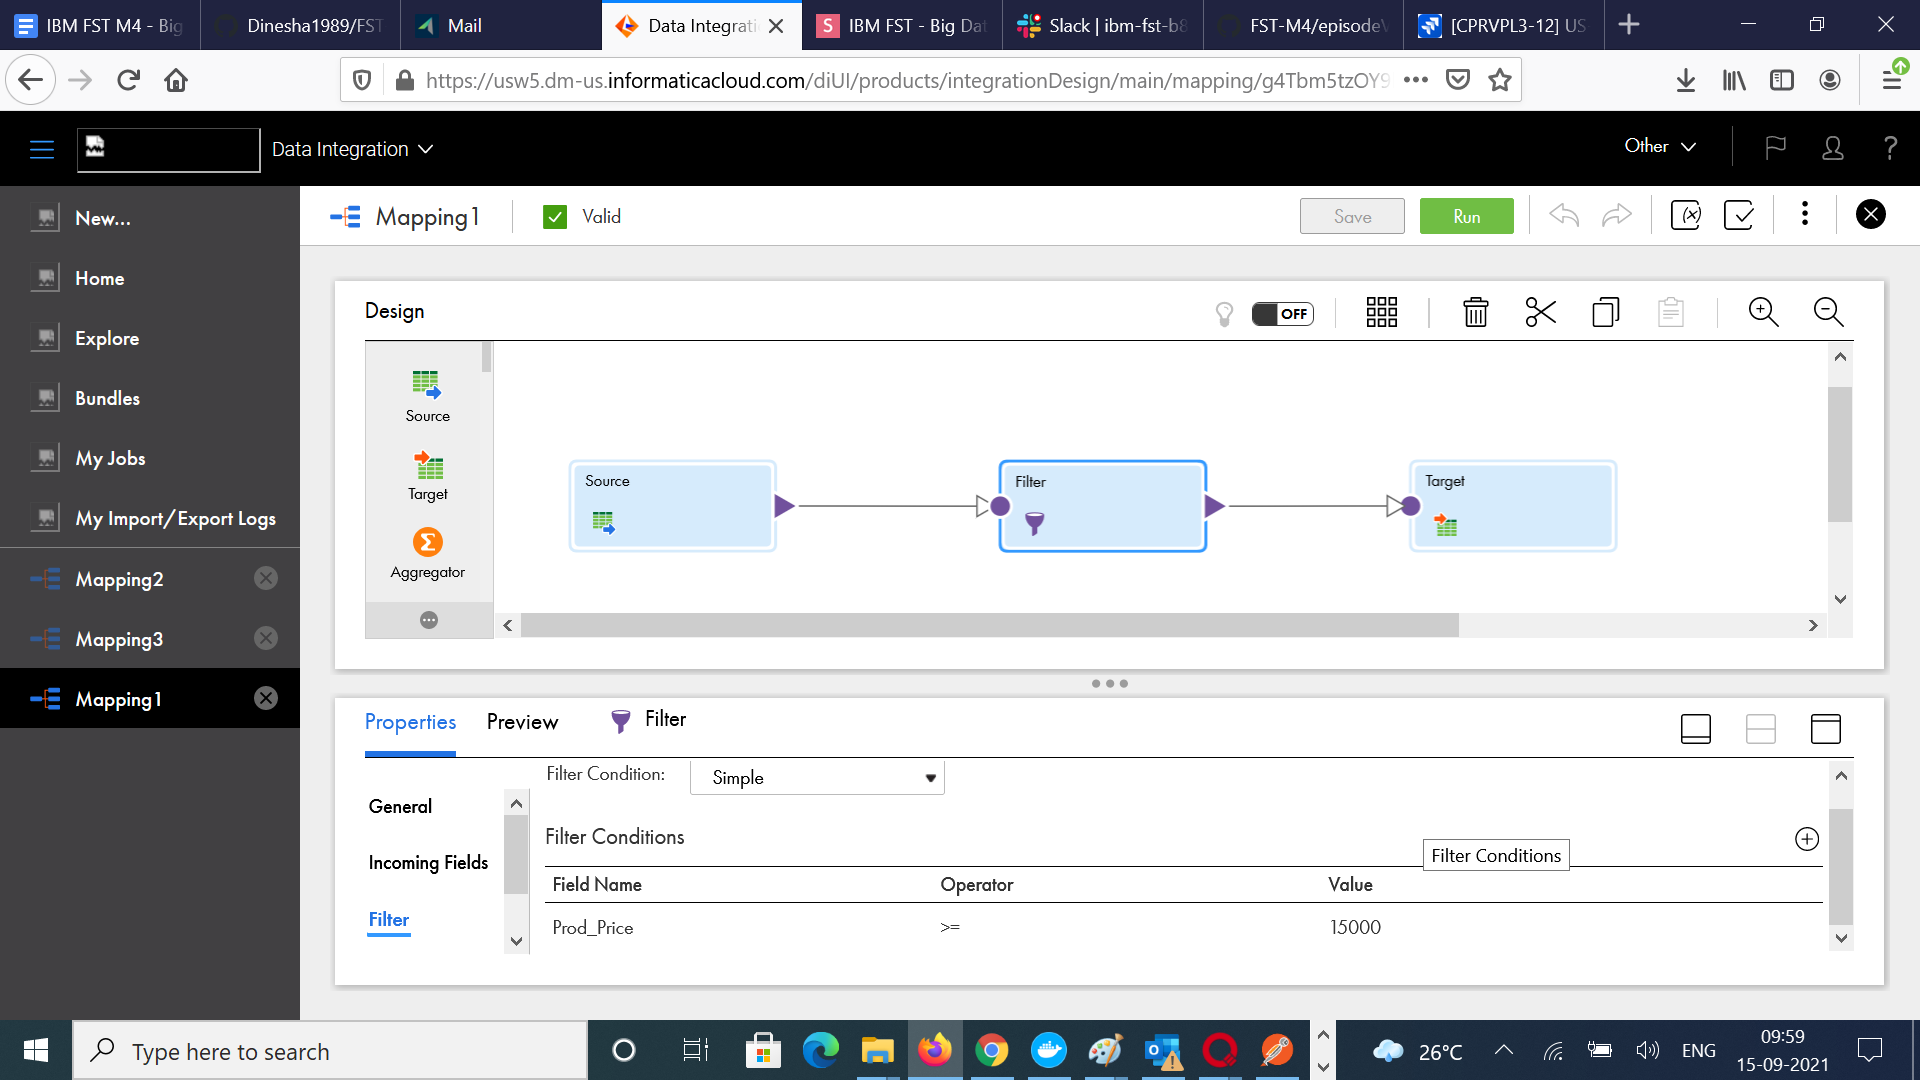 IBM FST M4 - Big
Dinesha1989/FST
Mail
Data Integrati
IBM FST - Big Dat
Slack | ibm-fst-b8
FST-M4/episodeV
[CPRVPL3-12] US
https://usw5.dm-us.informaticacloud.com/diUI/products/integrationDesign/main/mapping/g4Tbm5tzOY9
Data Integration
Other
?
New...
Home
Explore
Bundles
My Jobs
My Import/Export Logs
Mapping2
Mapping3
Mapping1
Mapping1
Valid
Save
Run
Design
OFF
Source
Target
Aggregator
Source
Filter
Target
Properties
Preview
Filter
General
Incoming Fields
Filter
Filter Condition:
Simple
Filter Conditions
Filter Conditions
Field Name
Operator
Value
Prod_Price
>=
15000
Type here to search
26°C
ENG
09:59
15-09-2021